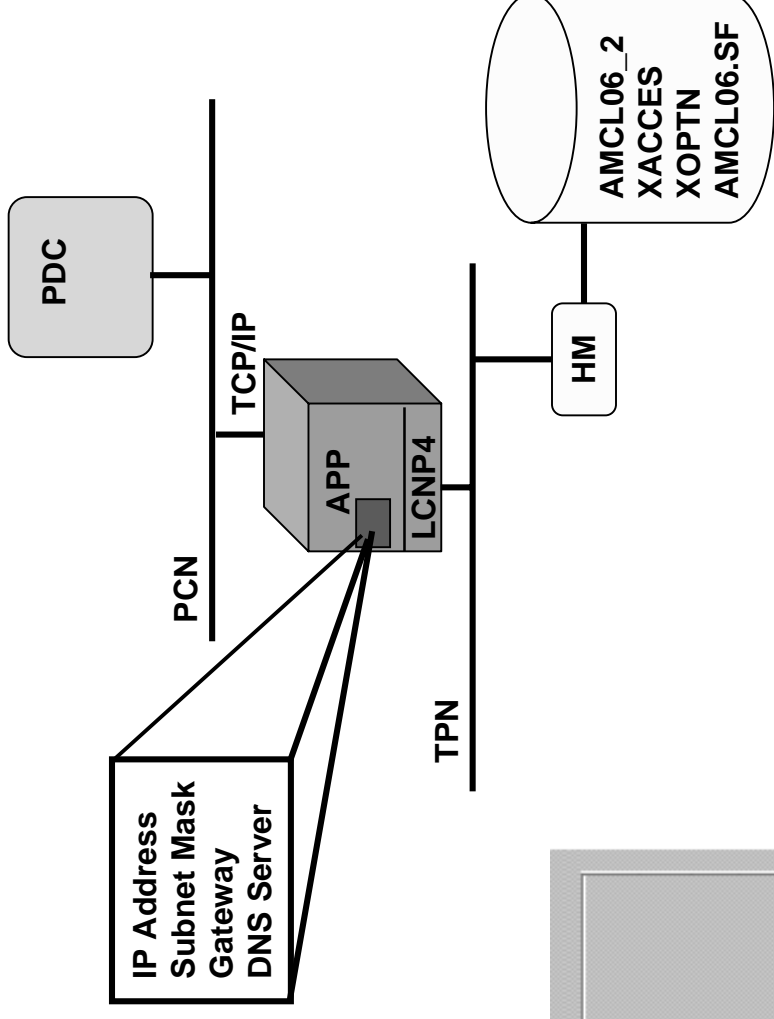 PDC
PCN
TCP/IP
IP Address
Subnet Mask
Gateway
DNS Server
APP
LCNP4
TPN
HM
AMCL06_2
XACCES
XOPTN
AMCL06.SF